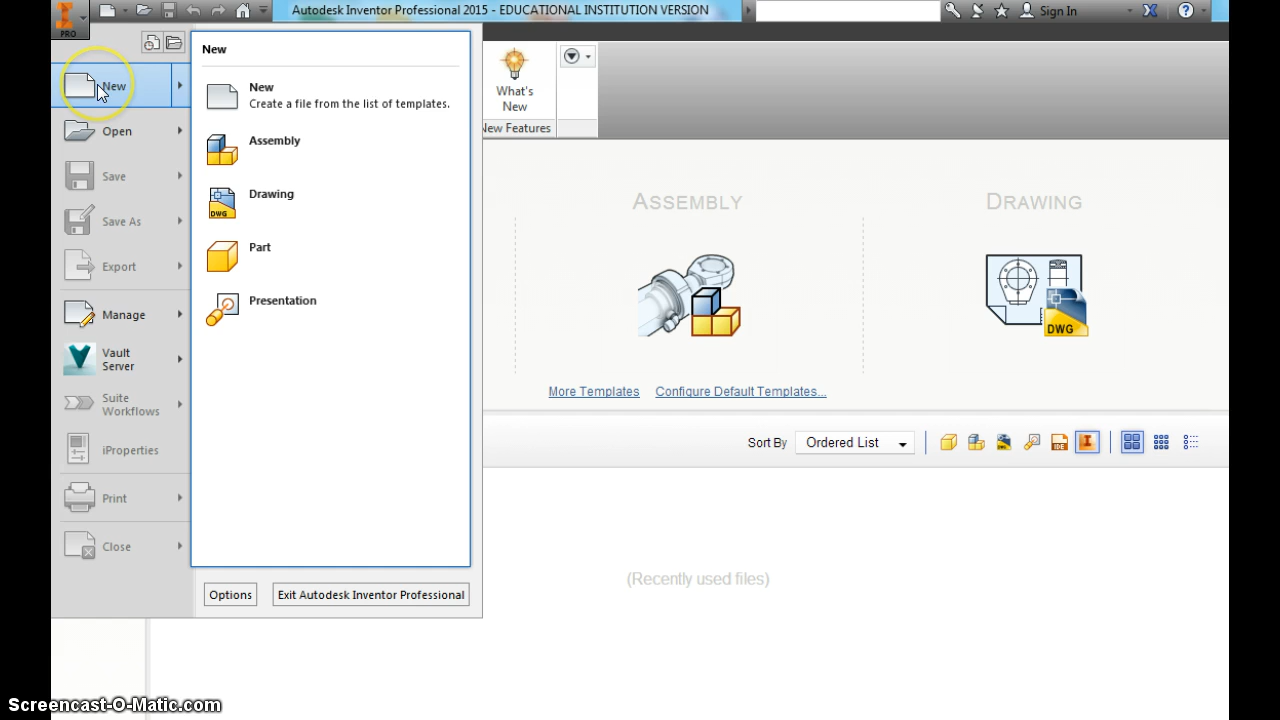 Autodesk Inventor Professional 2015 - EDUCATIONAL INSTITUTION VERSION
Sign In
PRO
New
New
Create a file from the list of templates.
Assembly
Drawing
DWG
Part
Presentation
New
Open
Save
Save As
Export
Manage
Vault
Server
Suite
Workflows
iProperties
Print
Close
Options
Exit Autodesk Inventor Professional
What's
New
New Features
ASSEMBLY
DRAWING
DWG
More Templates
Configure Default Templates...
Sort By
Ordered List
IDE
(Recently used files)
Screencast-O-Matic.com